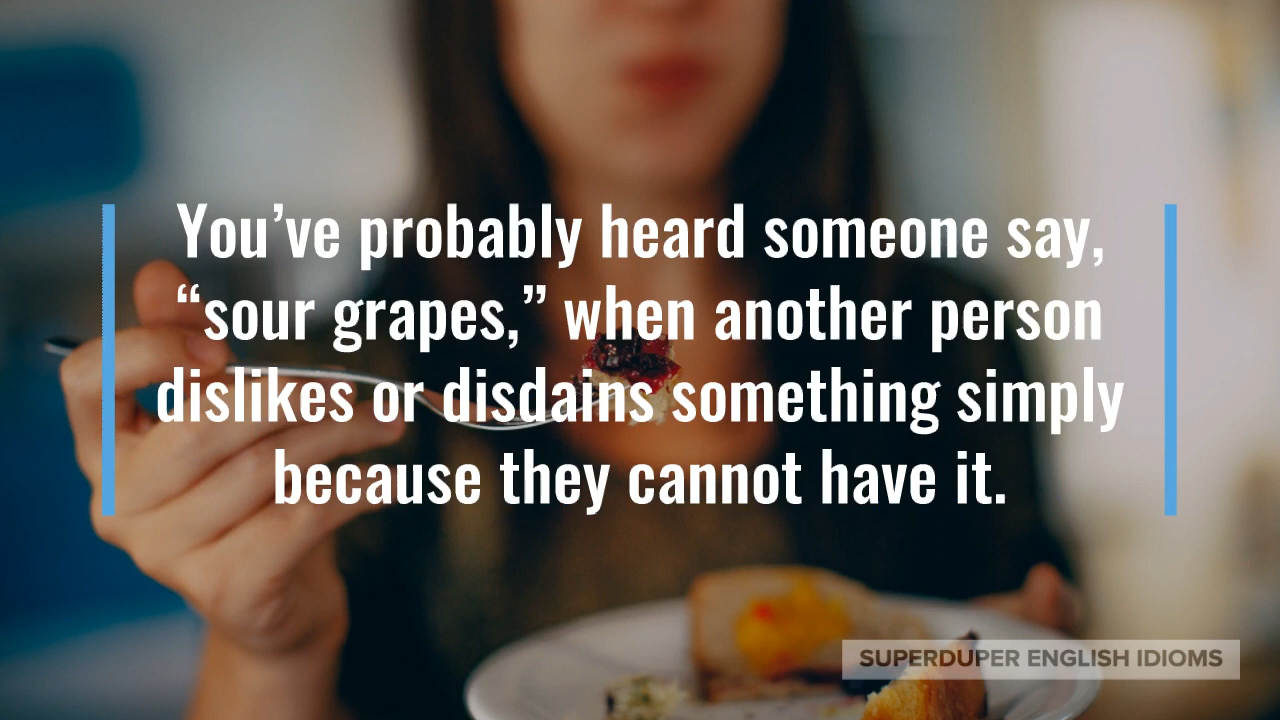 You’ve probably heard someone say,
“sour grapes,” when another person
dislikes or disdains something simply
because they cannot have it.
SUPERDUPER ENGLISH IDIOMS